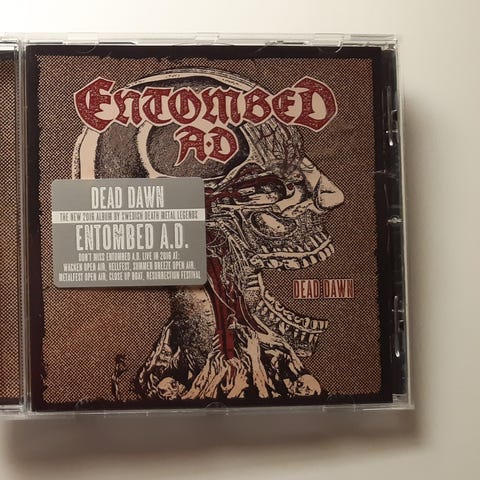 ENTOMBED
A.D
DEAD DAWN
THE NEW 2016 ALBUM BY SWEDISH DEATH METAL LEGENDS
ENTOMBED A.D.
DON'T MISS ENTOMBED A.D. LIVE IN 2016 AT:
WACKEN OPEN AIR, HELLFEST, SUMMER BREEZE OPEN AIR,
METALFEST OPEN AIR, CLOSE UP BOAT, RESURRECTION FESTIVAL
DEAD DAWN